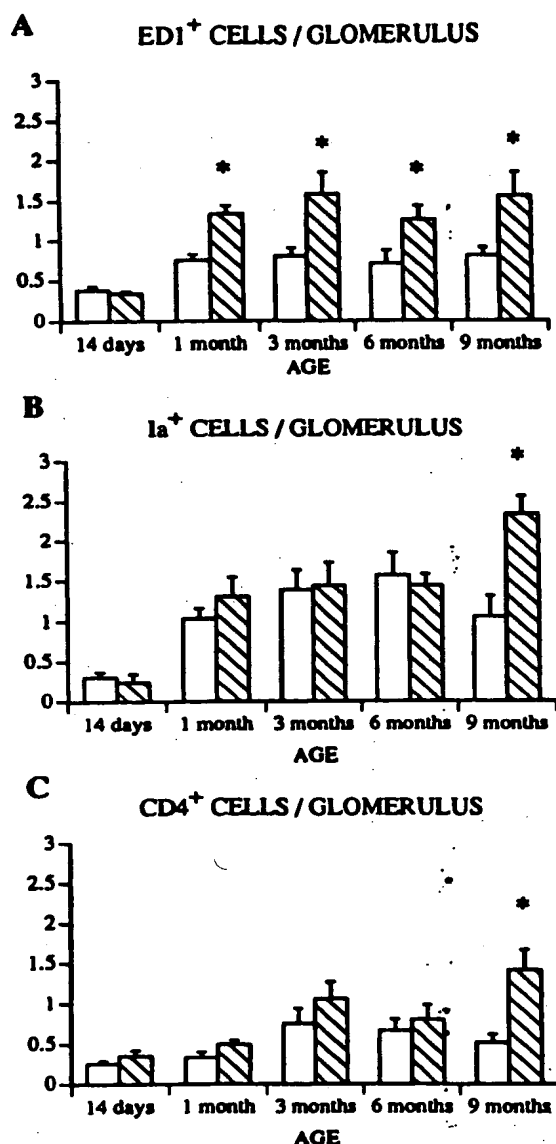 A
ED1⁺ CELLS / GLOMERULUS
3
2.5
2
1.5
1
0.5
0
*
*
*
*
14 days
1 month
3 months
6 months
9 months
AGE
B
Ia⁺ CELLS / GLOMERULUS
3
2.5
2
1.5
1
0.5
0
*
14 days
1 month
3 months
6 months
9 months
AGE
C
CD4⁺ CELLS / GLOMERULUS
3
2.5
2
1.5
1
0.5
0
*
14 days
1 month
3 months
6 months
9 months
AGE